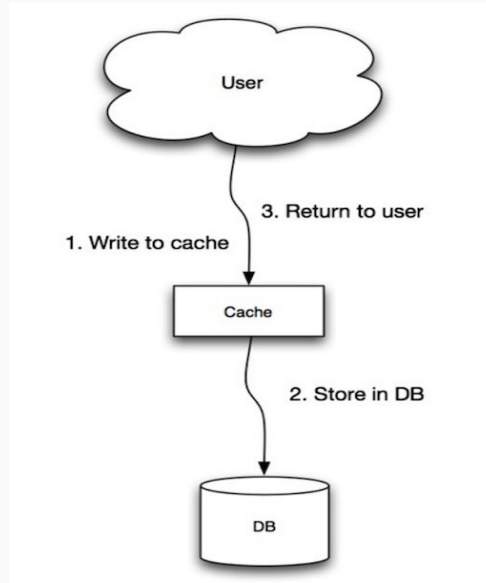 User
3. Return to user
1. Write to cache
Cache
2. Store in DB
DB